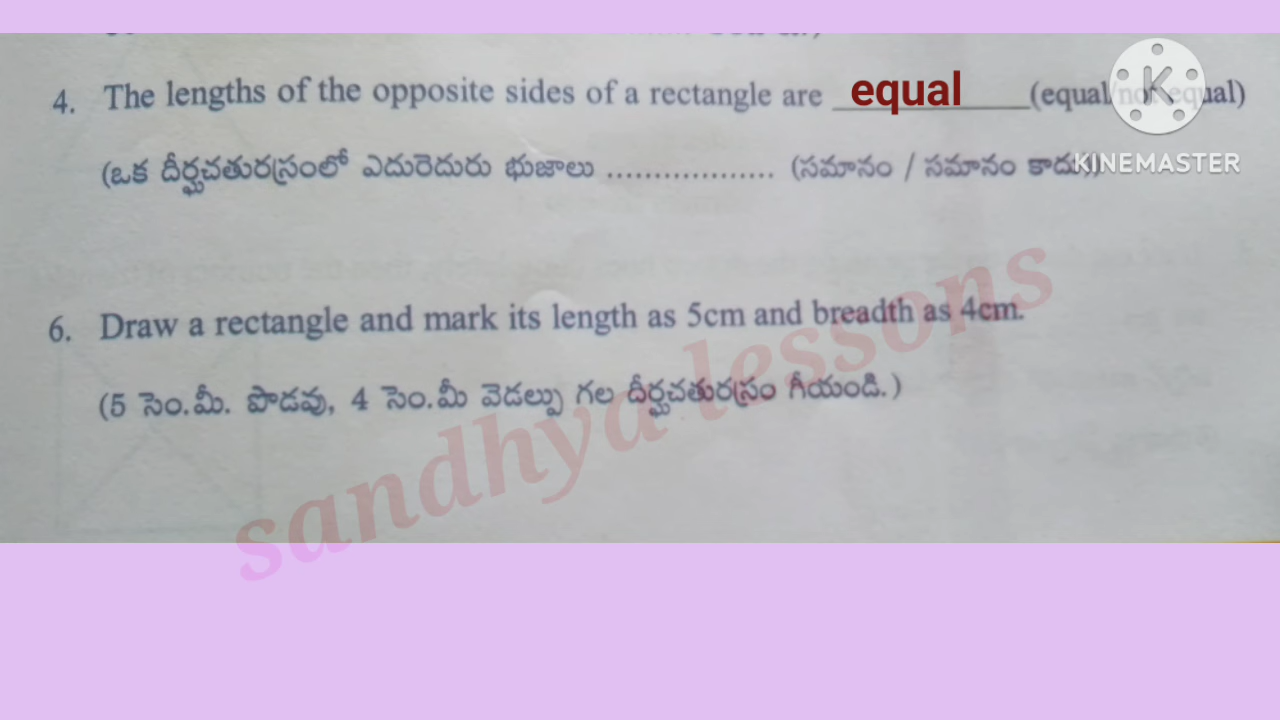 4. The lengths of the opposite sides of a rectangle are equal (equal/not equal)
(ఒక దీర్ఘచతురస్రంలో ఎదురెదురు భుజాలు .................. (సమానం / సమానం కాదు))
KINEMASTER
6. Draw a rectangle and mark its length as 5cm and breadth as 4cm.
(5 సెం.మీ. పొడవు, 4 సెం.మీ వెడల్పు గల దీర్ఘచతురస్రం గీయండి.)
sandhya lessons